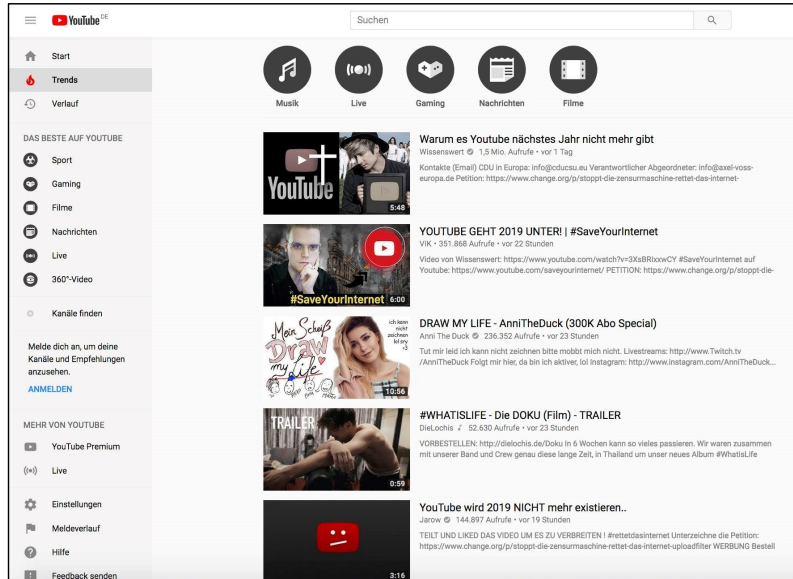 YouTube DE
Suchen
Start
Trends
Verlauf
DAS BESTE AUF YOUTUBE
Sport
Gaming
Filme
Nachrichten
Live
360°-Video
Kanäle finden
Melde dich an, um deine
Kanäle und Empfehlungen
anzusehen.
ANMELDEN
MEHR VON YOUTUBE
YouTube Premium
Live
Einstellungen
Meldeverlauf
Hilfe
Feedback senden
Musik
Live
Gaming
Nachrichten
Filme
YouTube
5:48
Warum es Youtube nächstes Jahr nicht mehr gibt
Wissenswert 1,5 Mio. Aufrufe • vor 1 Tag
Kontakte (Email) CDU in Europa: info@cducsu.eu Verantwortlicher Abgeordneter: info@axel-voss-
europa.de Petition: https://www.change.org/p/stoppt-die-zensurmaschine-rettet-das-internet-
#SaveYourInternet
6:00
YOUTUBE GEHT 2019 UNTER! | #SaveYourInternet
VIK • 351.868 Aufrufe • vor 22 Stunden
Video von Wissenswert: https://www.youtube.com/watch?v=3XsBRIxxwCY #SaveYourInternet auf
Youtube: https://www.youtube.com/saveyourinternet/ PETITION: https://www.change.org/p/stoppt-die-
Mein Scheiß
Draw
my life
ich kann
nicht
zeichnen
lol sry
<3
10:56
DRAW MY LIFE - AnniTheDuck (300K Abo Special)
Anni The Duck 236.352 Aufrufe • vor 23 Stunden
Tut mir leid ich kann nicht zeichnen bitte mobbt mich nicht. Livestreams: http://www.Twitch.tv
/AnniTheDuck Folgt mir hier, da bin ich aktiver, lol Instagram: http://www.instagram.com/AnniTheDuck...
TRAILER
0:59
#WHATISLIFE - Die DOKU (Film) - TRAILER
DieLochis 52.630 Aufrufe • vor 23 Stunden
VORBESTELLEN: http://dielochis.de/Doku In 6 Wochen kann so vieles passieren. Wir waren zusammen
mit unserer Band und Crew genau diese lange Zeit, in Thailand um unser neues Album #WhatisLife
3:16
YouTube wird 2019 NICHT mehr existieren..
Jarow 144.897 Aufrufe • vor 19 Stunden
TEILT UND LIKED DAS VIDEO UM ES ZU VERBREITEN ! #rettetdasinternet Unterzeichne die Petition:
https://www.change.org/p/stoppt-die-zensurmaschine-rettet-das-internet-uploadfilter WERBUNG Bestell